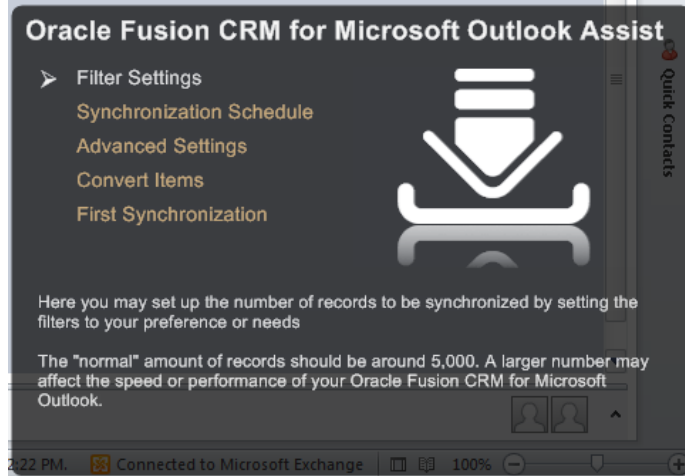 Oracle Fusion CRM for Microsoft Outlook Assist
Filter Settings
Synchronization Schedule
Advanced Settings
Convert Items
First Synchronization
Quick Contacts
Here you may set up the number of records to be synchronized by setting the
filters to your preference or needs
The "normal" amount of records should be around 5,000. A larger number may
affect the speed or performance of your Oracle Fusion CRM for Microsoft
Outlook.
2:22 PM. Connected to Microsoft Exchange 100%